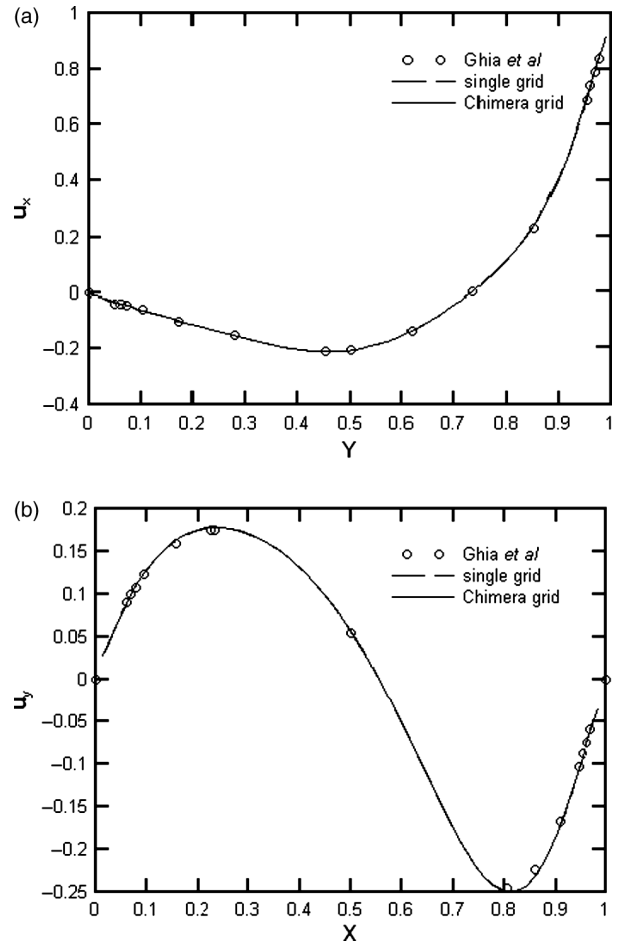 (a)
1
0.8
0.6
0.4
0.2
0
−0.2
−0.4
u_x
Ghia et al
single grid
Chimera grid
0 0.1 0.2 0.3 0.4 0.5 0.6 0.7 0.8 0.9 1
Y
(b)
0.2
0.15
0.1
0.05
0
−0.05
−0.1
−0.15
−0.2
−0.25
u_y
Ghia et al
single grid
Chimera grid
0 0.1 0.2 0.3 0.4 0.5 0.6 0.7 0.8 0.9 1
X